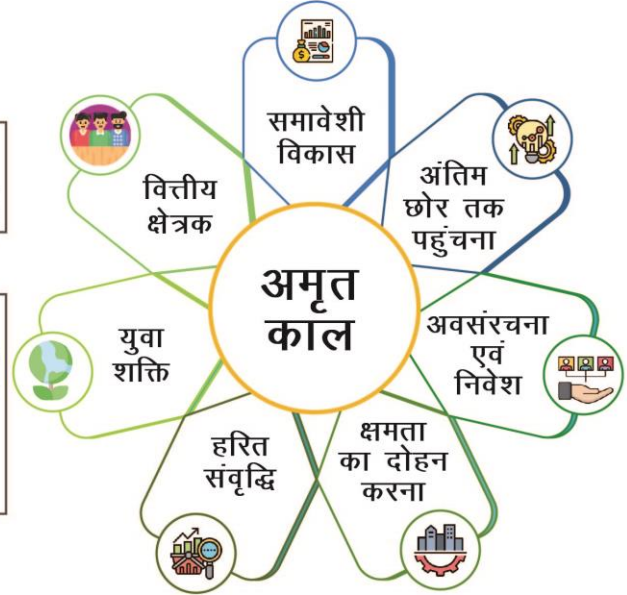 समावेशी
विकास
अंतिम
छोर तक
पहुंचना
अवसंरचना
एवं
निवेश
क्षमता
का दोहन
करना
हरित
संवृद्धि
युवा
शक्ति
वित्तीय
क्षेत्रक
अमृत
काल